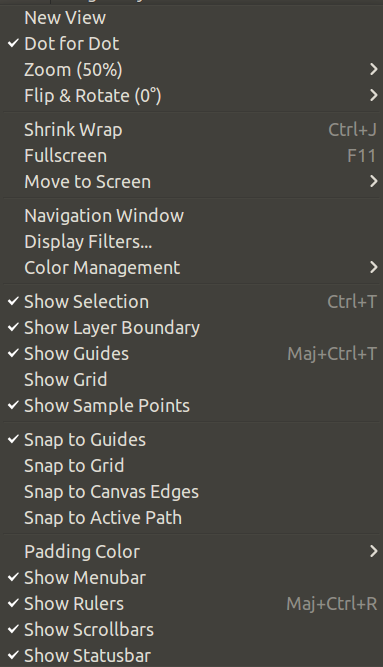 New View
Dot for Dot
Zoom (50%)
Flip & Rotate (0°)
Shrink Wrap Ctrl+J
Fullscreen F11
Move to Screen
Navigation Window
Display Filters...
Color Management
Show Selection Ctrl+T
Show Layer Boundary
Show Guides Maj+Ctrl+T
Show Grid
Show Sample Points
Snap to Guides
Snap to Grid
Snap to Canvas Edges
Snap to Active Path
Padding Color
Show Menubar
Show Rulers Maj+Ctrl+R
Show Scrollbars
Show Statusbar